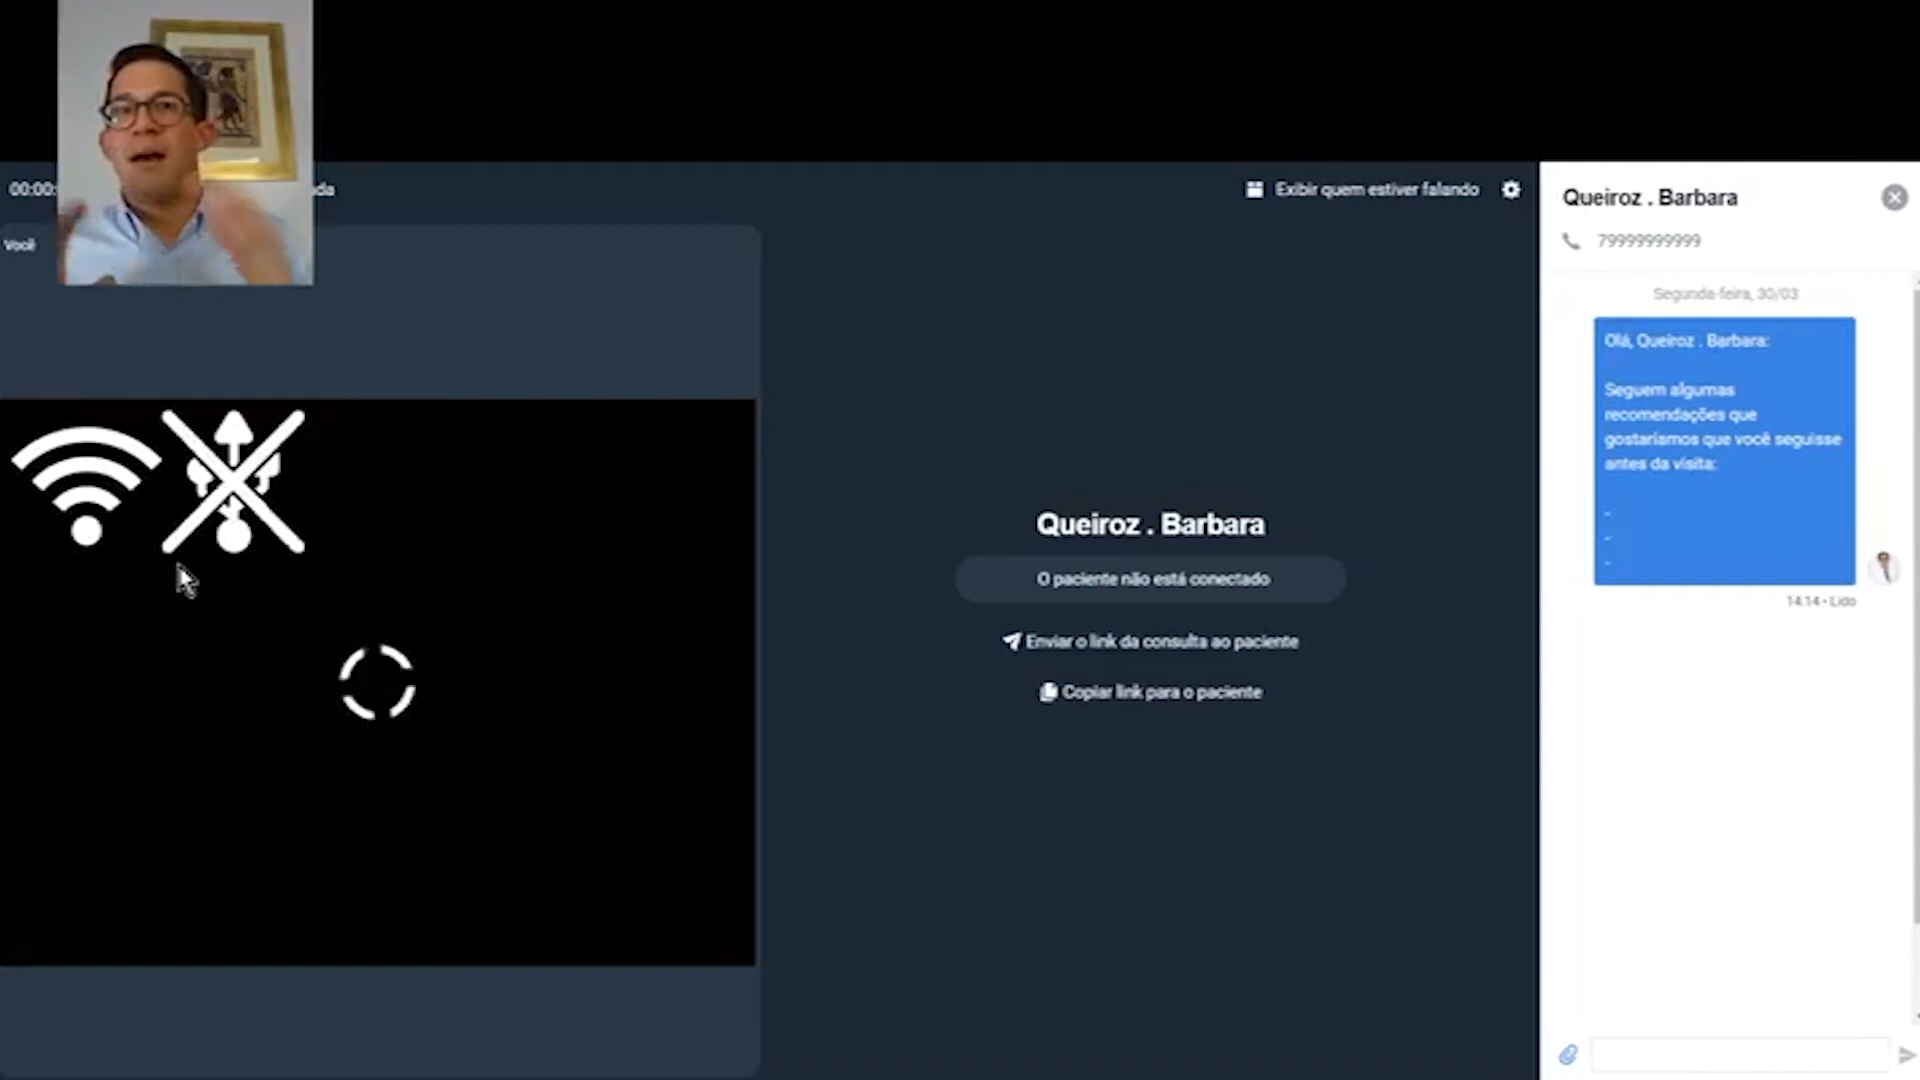 00:00:
Exibir quem estiver falando
Você
Queiroz . Barbara
O paciente não está conectado
Enviar o link da consulta ao paciente
Copiar link para o paciente
Queiroz . Barbara
79999999999
Segunda-feira, 30/03
Olá, Queiroz . Barbara:
Seguem algumas
recomendações que
gostaríamos que você seguisse
antes da visita:
-
-
-
14:14 • Lido